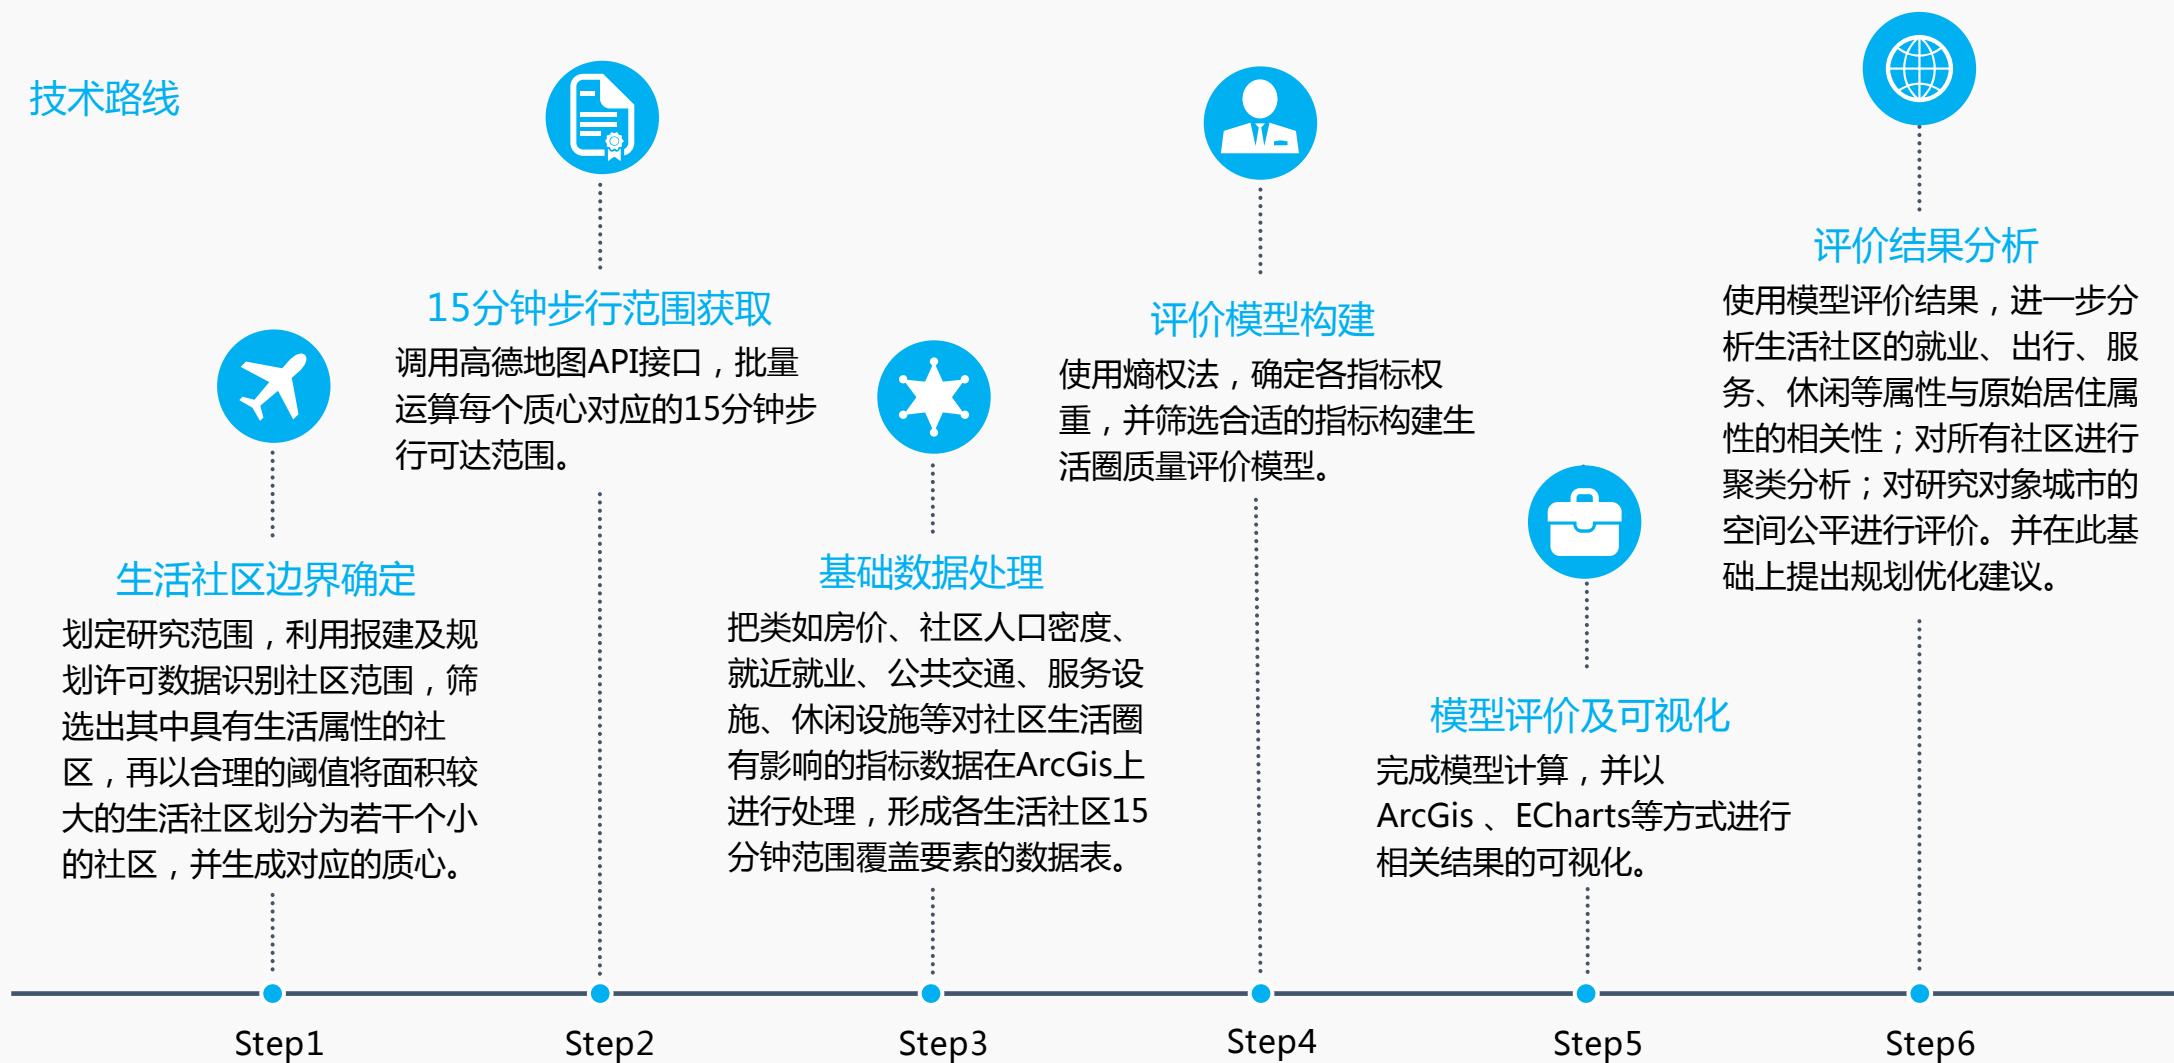 技术路线
生活社区边界确定
划定研究范围，利用报建及规
划许可数据识别社区范围，筛
选出其中具有生活属性的社
区，再以合理的阈值将面积较
大的生活社区划分为若干个小
的社区，并生成对应的质心。
Step1
15分钟步行范围获取
调用高德地图API接口，批量
运算每个质心对应的15分钟步
行可达范围。
Step2
基础数据处理
把类如房价、社区人口密度、
就近就业、公共交通、服务设
施、休闲设施等对社区生活圈
有影响的指标数据在ArcGis上
进行处理，形成各生活社区15
分钟范围覆盖要素的数据表。
Step3
评价模型构建
使用熵权法，确定各指标权
重，并筛选合适的指标构建生
活圈质量评价模型。
Step4
模型评价及可视化
完成模型计算，并以
ArcGis 、ECharts等方式进行
相关结果的可视化。
Step5
评价结果分析
使用模型评价结果，进一步分
析生活社区的就业、出行、服
务、休闲等属性与原始居住属
性的相关性；对所有社区进行
聚类分析；对研究对象城市的
空间公平进行评价。并在此基
础上提出规划优化建议。
Step6